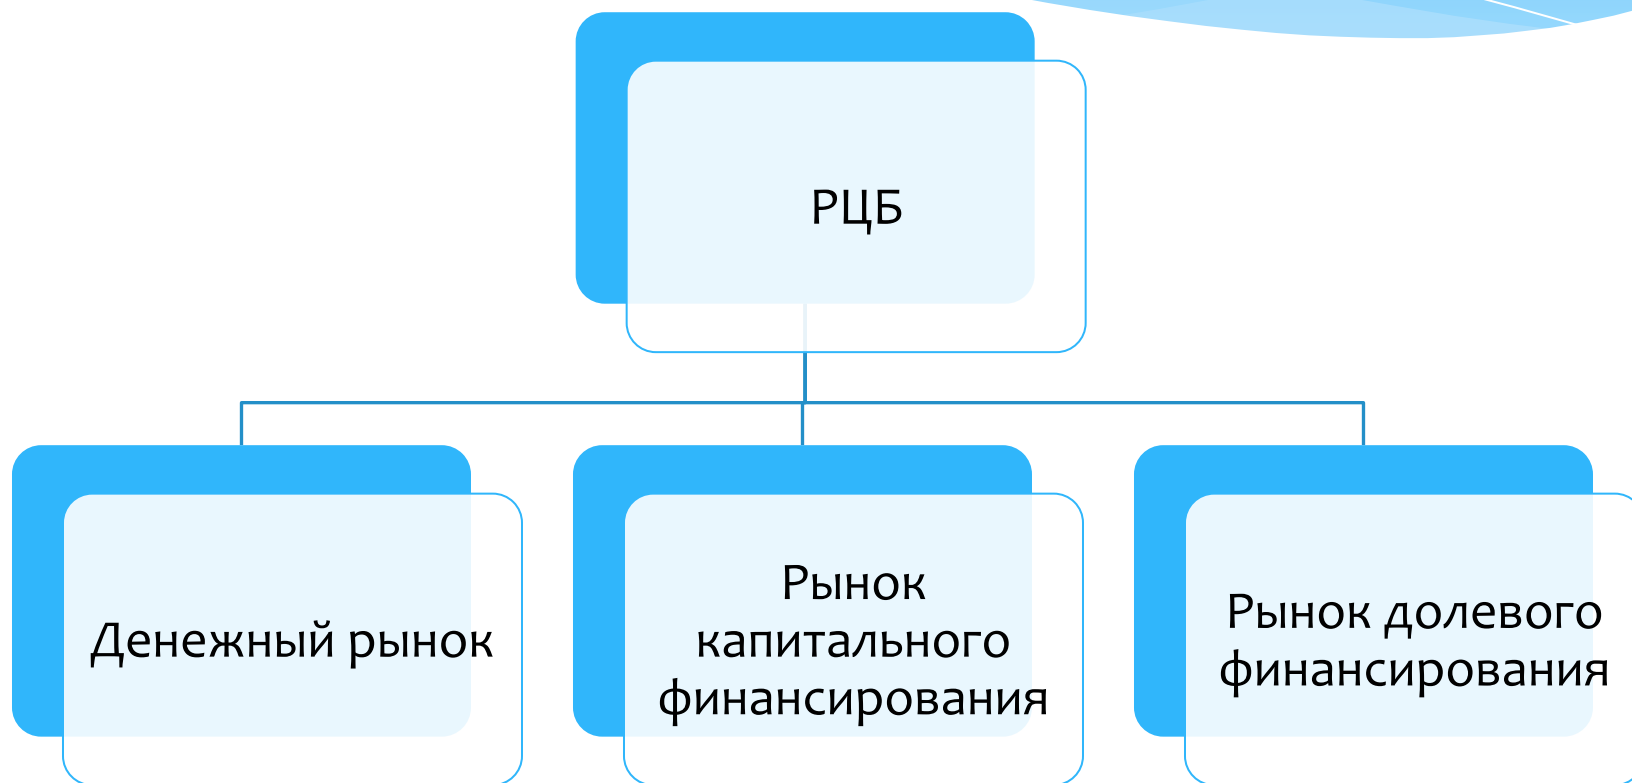 РЦБ
Денежный рынок
Рынок
капитального
финансирования
Рынок долевого
финансирования